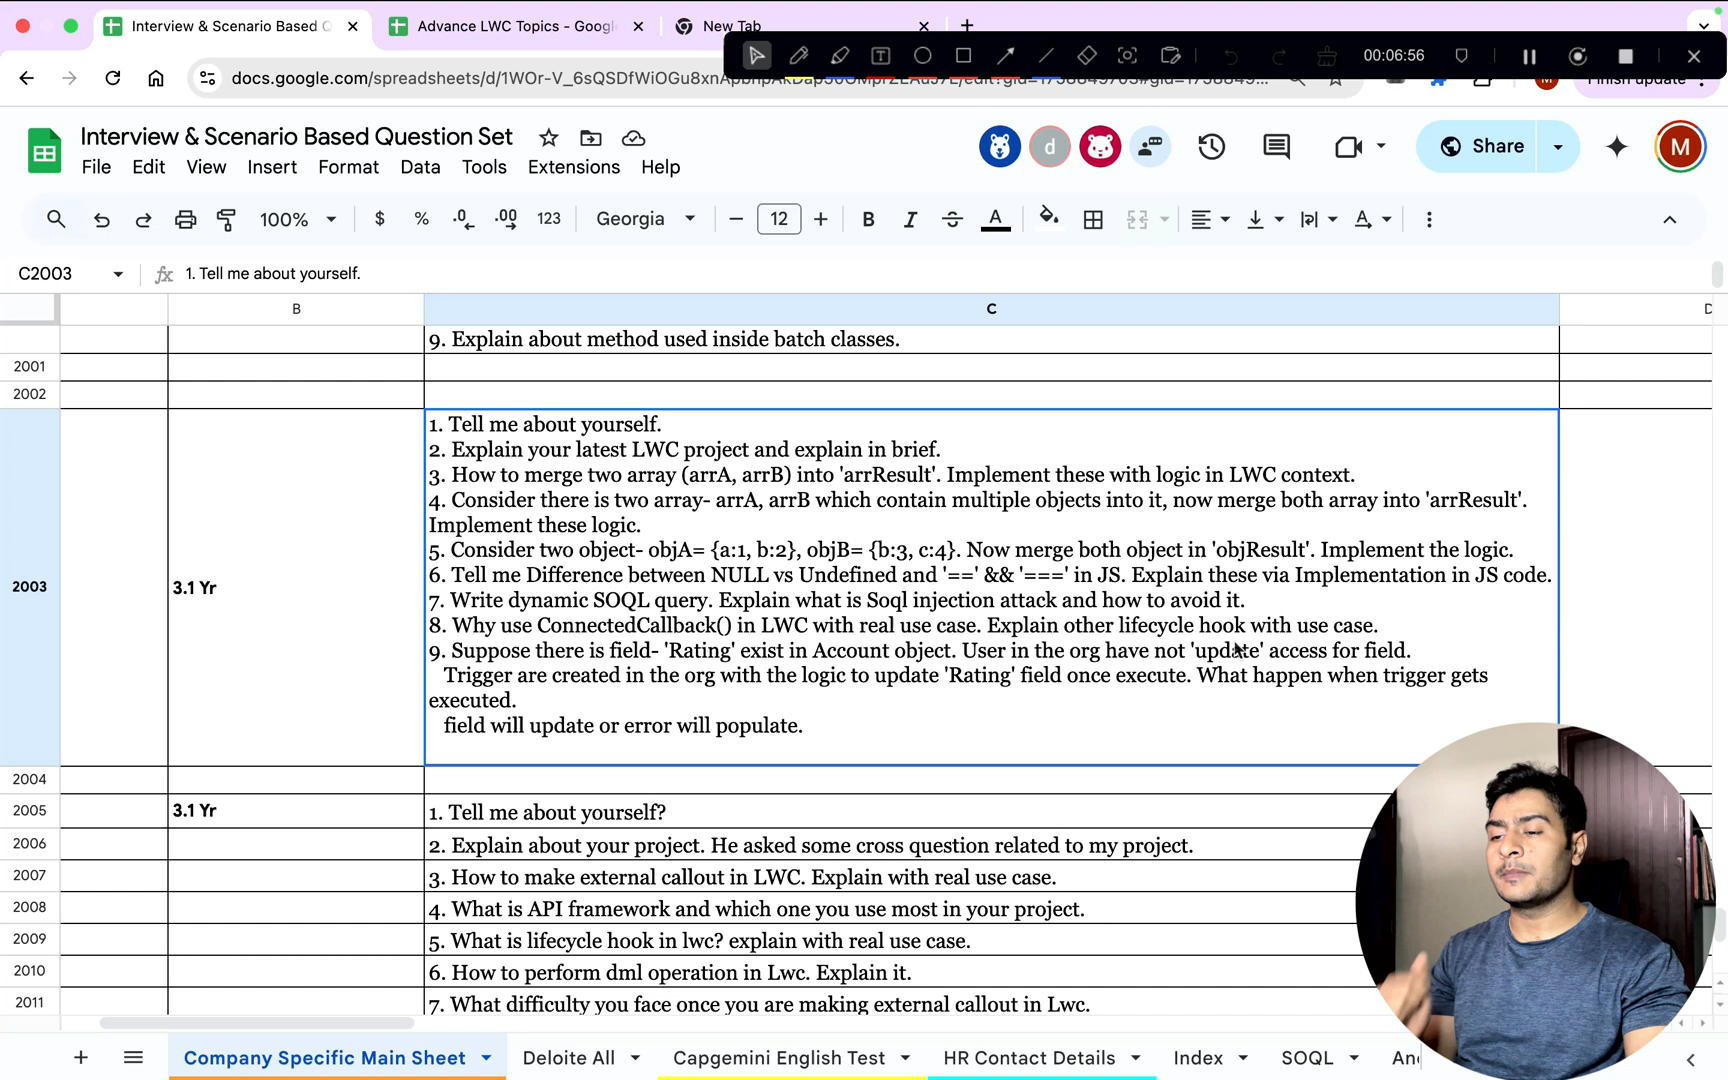 Interview & Scenario Based Q
Advance LWC Topics - Googl
New Tab
00:06:56
docs.google.com/spreadsheets/d/1WOr-V_6sQSDfWiOGu8xn
Finish update
Interview & Scenario Based Question Set
File Edit View Insert Format Data Tools Extensions Help
d
Share
M
100% $ % .0 .00 123 Georgia 12 B I S A
C2003 fx 1. Tell me about yourself.
B C D
9. Explain about method used inside batch classes.
2001
2002
1. Tell me about yourself.
2. Explain your latest LWC project and explain in brief.
3. How to merge two array (arrA, arrB) into 'arrResult'. Implement these with logic in LWC context.
4. Consider there is two array- arrA, arrB which contain multiple objects into it, now merge both array into 'arrResult'.
Implement these logic.
5. Consider two object- objA= {a:1, b:2}, objB= {b:3, c:4}. Now merge both object in 'objResult'. Implement the logic.
6. Tell me Difference between NULL vs Undefined and '==' && '===' in JS. Explain these via Implementation in JS code.
2003 3.1 Yr
7. Write dynamic SOQL query. Explain what is Soql injection attack and how to avoid it.
8. Why use ConnectedCallback() in LWC with real use case. Explain other lifecycle hook with use case.
9. Suppose there is field- 'Rating' exist in Account object. User in the org have not 'update' access for field.
Trigger are created in the org with the logic to update 'Rating' field once execute. What happen when trigger gets
executed.
field will update or error will populate.
2004
2005 3.1 Yr 1. Tell me about yourself?
2006 2. Explain about your project. He asked some cross question related to my project.
2007 3. How to make external callout in LWC. Explain with real use case.
2008 4. What is API framework and which one you use most in your project.
2009 5. What is lifecycle hook in lwc? explain with real use case.
2010 6. How to perform dml operation in Lwc. Explain it.
2011 7. What difficulty you face once you are making external callout in Lwc.
Company Specific Main Sheet Deloite All Capgemini English Test HR Contact Details Index SOQL